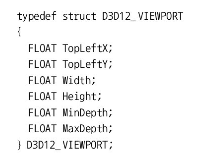 typedef struct D3D12_VIEWPORT
{
FLOAT TopLeftX;
FLOAT TopLeftY;
FLOAT Width;
FLOAT Height;
FLOAT MinDepth;
FLOAT MaxDepth;
} D3D12_VIEWPORT;